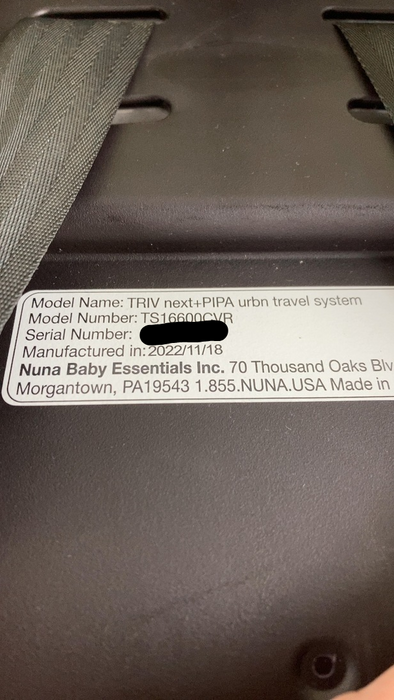 Model Name: TRIV next+PIPA urbn travel system
Model Number: TS16600CVR
Serial Number:
Manufactured in: 2022/11/18
Nuna Baby Essentials Inc. 70 Thousand Oaks Blv
Morgantown, PA19543 1.855.NUNA.USA Made in